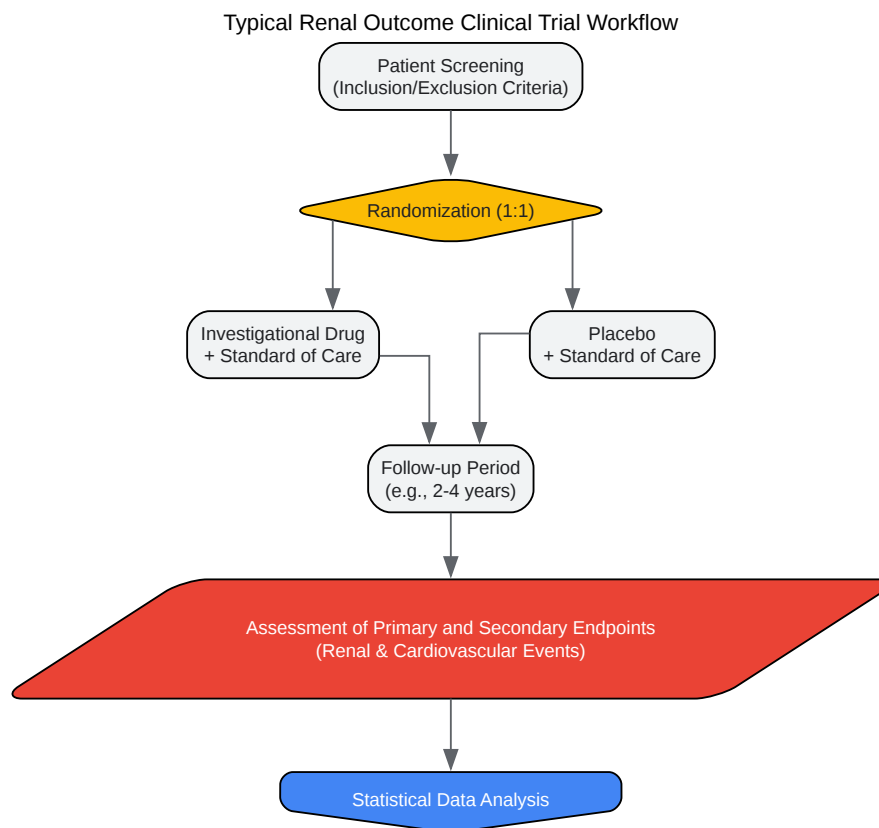 Typical Renal Outcome Clinical Trial Workflow
Patient Screening
(Inclusion/Exclusion Criteria)
Randomization (1:1)
Investigational Drug
+ Standard of Care
Placebo
+ Standard of Care
Follow-up Period
(e.g., 2-4 years)
Assessment of Primary and Secondary Endpoints
(Renal & Cardiovascular Events)
Statistical Data Analysis